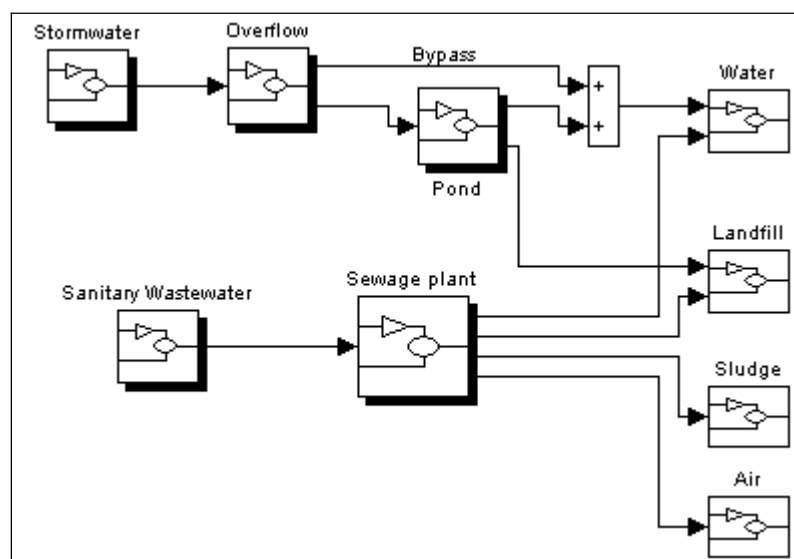 Stormwater
Overflow
Bypass
+
+
Water
Pond
Landfill
Sanitary Wastewater
Sewage plant
Sludge
Air